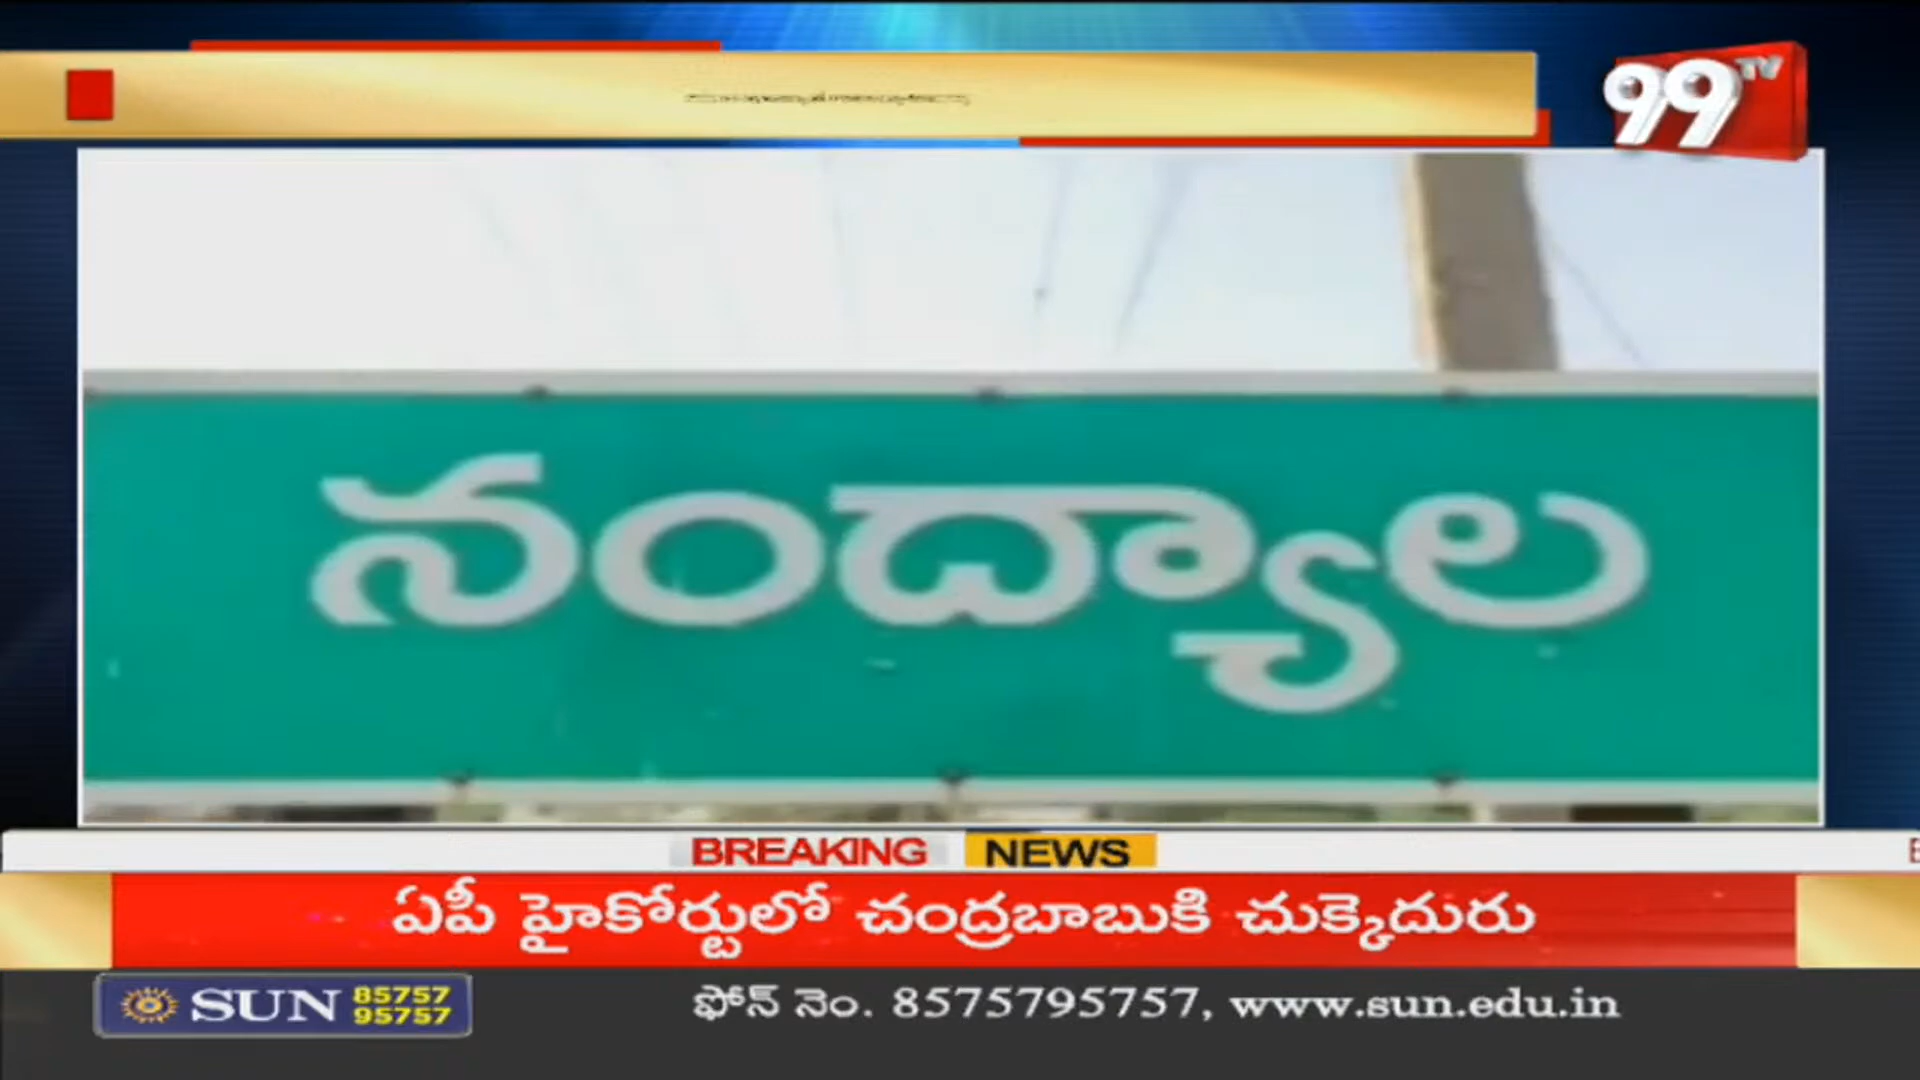 99 TV
నంద్యాల
BREAKING NEWS
ఏపీ హైకోర్టులో చంద్రబాబుకి చుక్కెదురు
SUN 85757 95757
ఫోన్ నెం. 8575795757, www.sun.edu.in